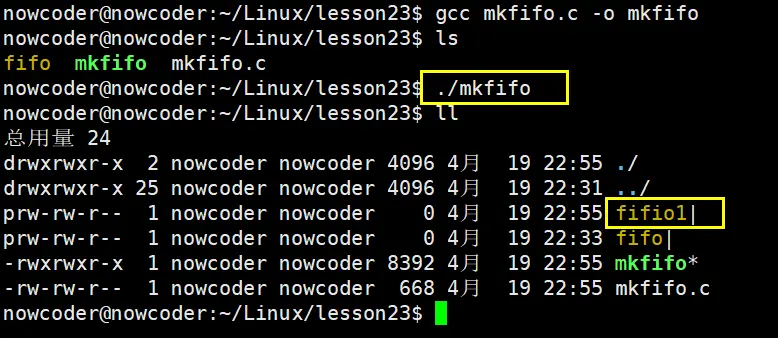 nowcoder@nowcoder:~/Linux/lesson23$ gcc mkfifo.c -o mkfifo
nowcoder@nowcoder:~/Linux/lesson23$ ls
fifo  mkfifo  mkfifo.c
nowcoder@nowcoder:~/Linux/lesson23$ ./mkfifo
nowcoder@nowcoder:~/Linux/lesson23$ ll
总用量 24
drwxrwxr-x  2 nowcoder nowcoder 4096 4月  19 22:55 ./
drwxrwxr-x 25 nowcoder nowcoder 4096 4月  19 22:31 ../
prw-rw-r--  1 nowcoder nowcoder    0 4月  19 22:55 fifio1|
prw-rw-r--  1 nowcoder nowcoder    0 4月  19 22:33 fifo|
-rwxrwxr-x  1 nowcoder nowcoder 8392 4月  19 22:55 mkfifo*
-rw-rw-r--  1 nowcoder nowcoder  668 4月  19 22:55 mkfifo.c
nowcoder@nowcoder:~/Linux/lesson23$